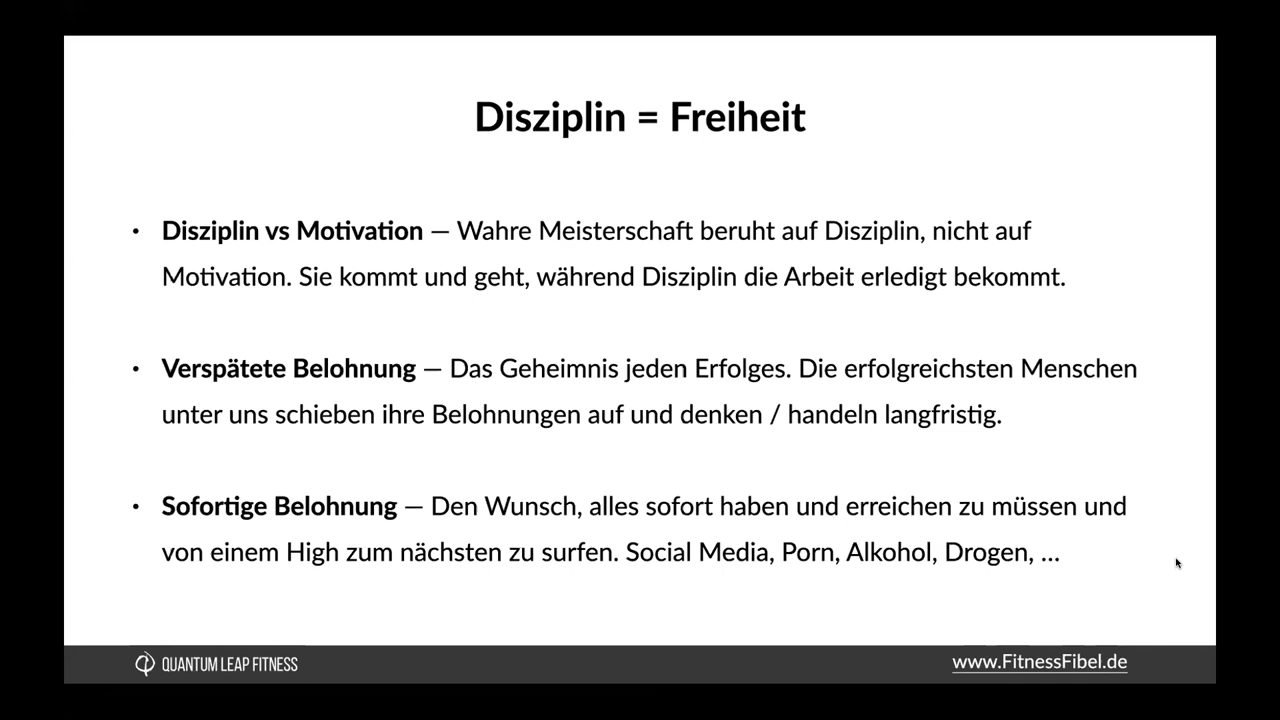 Disziplin = Freiheit
• Disziplin vs Motivation — Wahre Meisterschaft beruht auf Disziplin, nicht auf
Motivation. Sie kommt und geht, während Disziplin die Arbeit erledigt bekommt.
• Verspätete Belohnung — Das Geheimnis jeden Erfolges. Die erfolgreichsten Menschen
unter uns schieben ihre Belohnungen auf und denken / handeln langfristig.
• Sofortige Belohnung — Den Wunsch, alles sofort haben und erreichen zu müssen und
von einem High zum nächsten zu surfen. Social Media, Porn, Alkohol, Drogen, ...
QUANTUM LEAP FITNESS
www.FitnessFibel.de